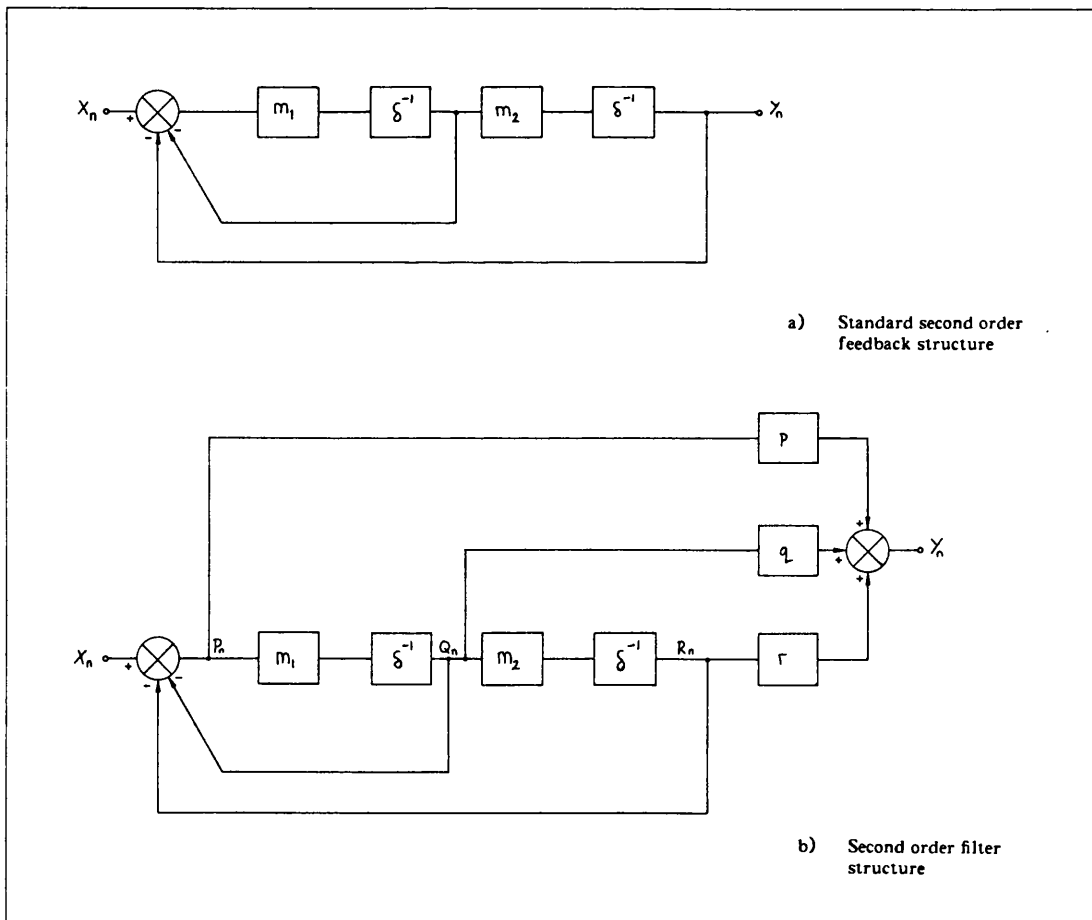 Xₙ + - - m₁ δ⁻¹ m₂ δ⁻¹ Yₙ
a) Standard second order
feedback structure
p
+
q + Yₙ
+
Xₙ + - - Pₙ m₁ δ⁻¹ Qₙ m₂ δ⁻¹ Rₙ r
b) Second order filter
structure